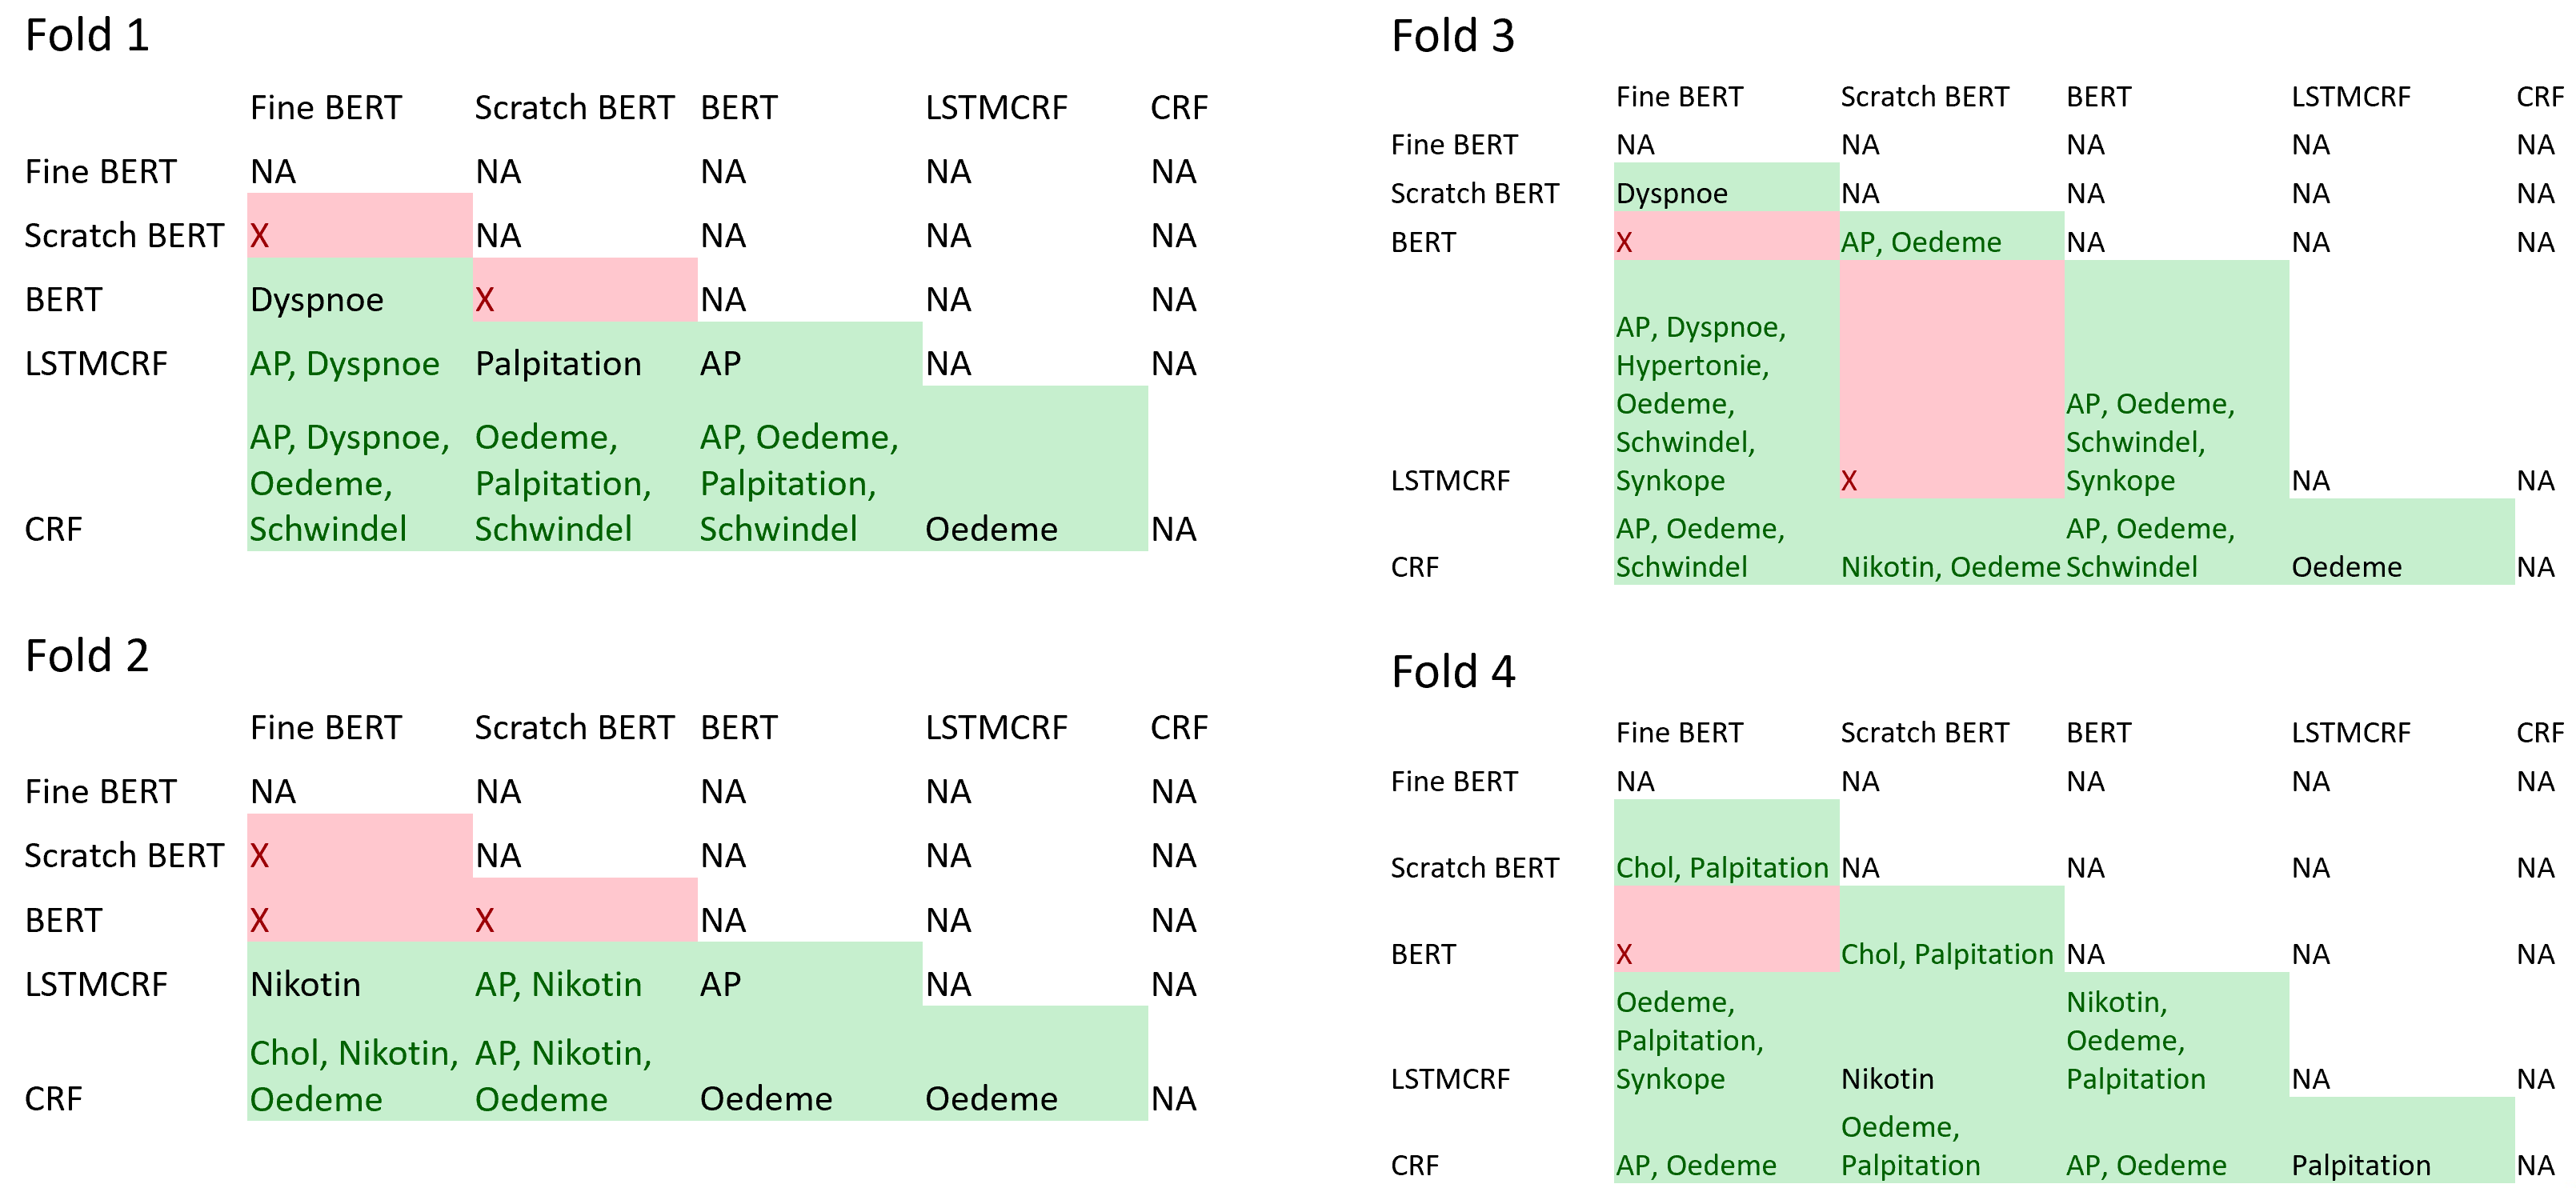 Fold 1
Fine BERT Scratch BERT BERT LSTMCRF CRF
Fine BERT NA NA NA NA NA
Scratch BERT X NA NA NA NA
BERT Dyspnoe X NA NA NA
LSTMCRF AP, Dyspnoe Palpitation AP NA NA
AP, Dyspnoe, Oedeme, AP, Oedeme,
Oedeme, Palpitation, Palpitation,
CRF Schwindel Schwindel Schwindel Oedeme NA
Fold 2
Fine BERT Scratch BERT BERT LSTMCRF CRF
Fine BERT NA NA NA NA NA
Scratch BERT X NA NA NA NA
BERT X X NA NA NA
LSTMCRF Nikotin AP, Nikotin AP NA NA
Chol, Nikotin, AP, Nikotin,
CRF Oedeme Oedeme Oedeme Oedeme NA
Fold 3
Fine BERT Scratch BERT BERT LSTMCRF CRF
Fine BERT NA NA NA NA NA
Scratch BERT Dyspnoe NA NA NA NA
BERT X AP, Oedeme NA NA NA
AP, Dyspnoe,
Hypertonie,
Oedeme, AP, Oedeme,
Schwindel, Schwindel,
LSTMCRF Synkope X Synkope NA NA
AP, Oedeme, AP, Oedeme,
CRF Schwindel Nikotin, Oedeme Schwindel Oedeme NA
Fold 4
Fine BERT Scratch BERT BERT LSTMCRF CRF
Fine BERT NA NA NA NA NA
Scratch BERT Chol, Palpitation NA NA NA NA
BERT X Chol, Palpitation NA NA NA
Oedeme, Nikotin,
Palpitation, Oedeme,
LSTMCRF Synkope Nikotin Palpitation NA NA
Oedeme,
CRF AP, Oedeme Palpitation AP, Oedeme Palpitation NA